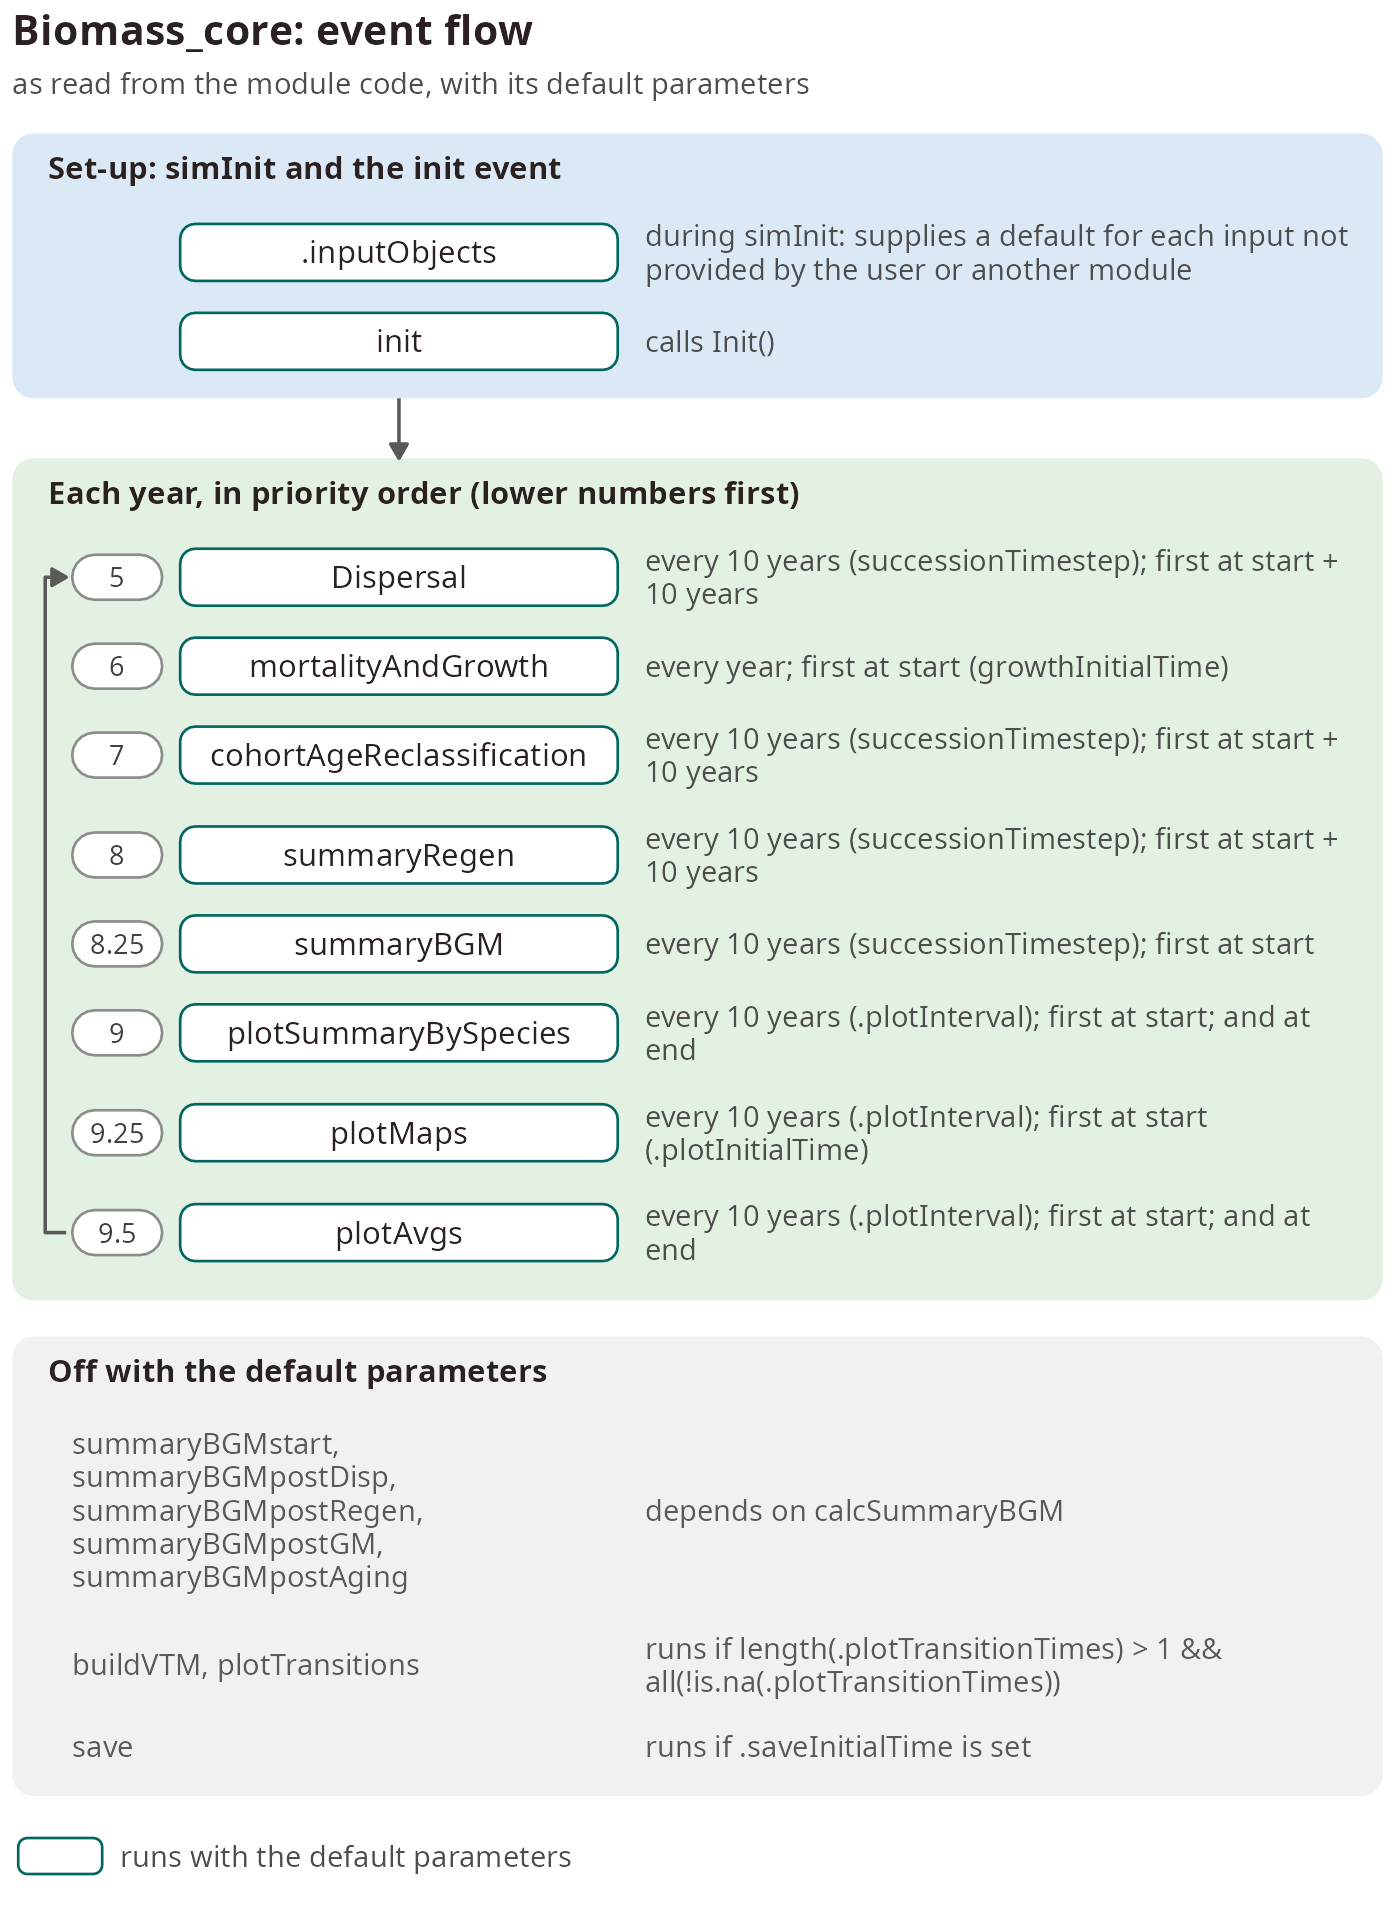 Biomass_core: event flow
as read from the module code, with its default parameters
Set-up: simInit and the init event
.inputObjects
during simInit: supplies a default for each input not
provided by the user or another module
init
calls Init()
Each year, in priority order (lower numbers first)
5
Dispersal
every 10 years (successionTimestep); first at start +
10 years
6
mortalityAndGrowth
every year; first at start (growthInitialTime)
7
cohortAgeReclassification
every 10 years (successionTimestep); first at start +
10 years
8
summaryRegen
every 10 years (successionTimestep); first at start +
10 years
8.25
summaryBGM
every 10 years (successionTimestep); first at start
9
plotSummaryBySpecies
every 10 years (.plotInterval); first at start; and at
end
9.25
plotMaps
every 10 years (.plotInterval); first at start
(.plotInitialTime)
9.5
plotAvgs
every 10 years (.plotInterval); first at start; and at
end
Off with the default parameters
summaryBGMstart,
summaryBGMpostDisp,
summaryBGMpostRegen,
summaryBGMpostGM,
summaryBGMpostAging
depends on calcSummaryBGM
buildVTM, plotTransitions
runs if length(.plotTransitionTimes) > 1 &&
all(!is.na(.plotTransitionTimes))
save
runs if .saveInitialTime is set
runs with the default parameters